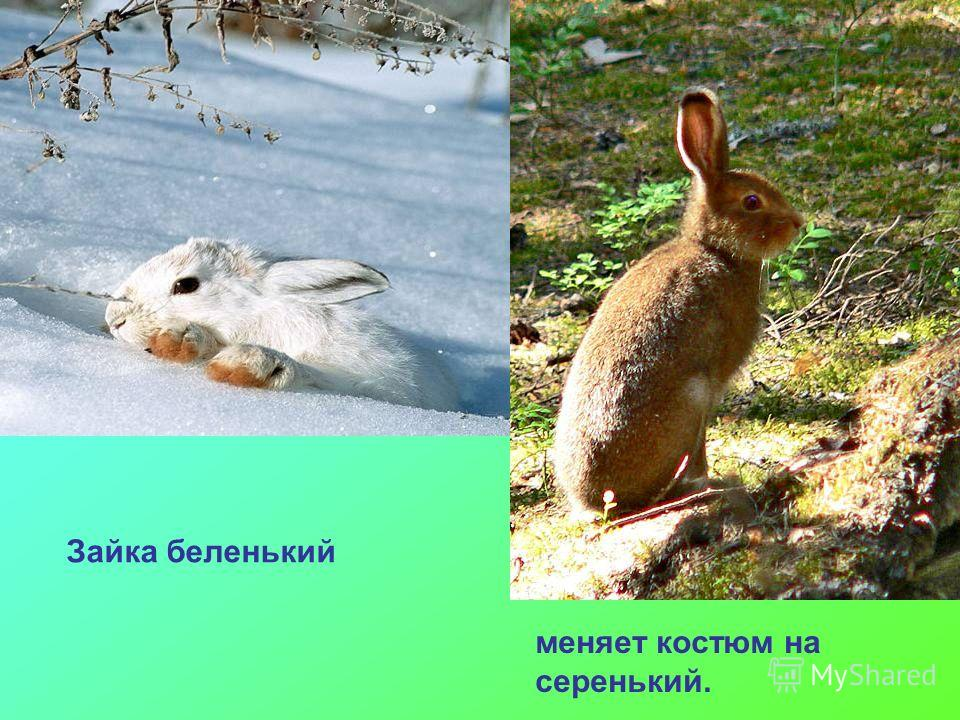 Зайка беленький
меняет костюм на
серенький.
MyShared